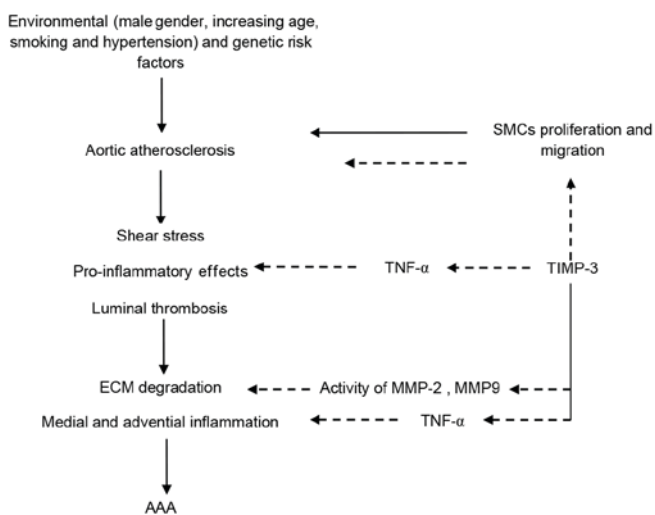 Environmental (male gender, increasing age,
smoking and hypertension) and genetic risk
factors
SMCs proliferation and
migration
Aortic atherosclerosis
Shear stress
Pro-inflammatory effects
TNF-α
TIMP-3
Luminal thrombosis
ECM degradation
Activity of MMP-2 , MMP9
Medial and advential inflammation
TNF-α
AAA